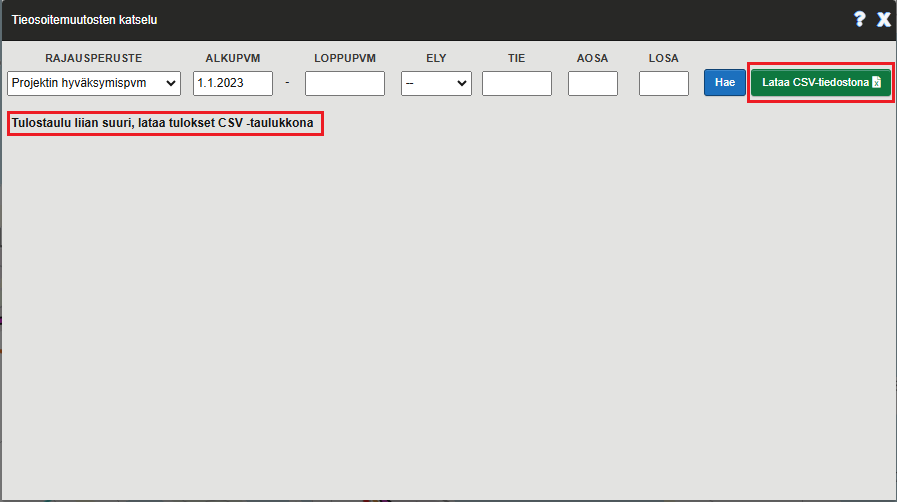 Tieosoitemuutosten katselu ? X
RAJAUSPERUSTE ALKUPVM LOPPUPVM ELY TIE AOSA LOSA
Projektin hyväksymispvm 1.1.2023 - -- Hae Lataa CSV-tiedostona
Tulostaulu liian suuri, lataa tulokset CSV -taulukkona